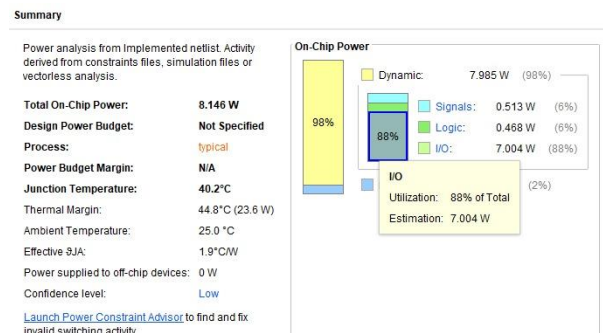 Summary
Power analysis from Implemented netlist. Activity
derived from constraints files, simulation files or
vectorless analysis.
Total On-Chip Power: 8.146 W
Design Power Budget: Not Specified
Process: typical
Power Budget Margin: N/A
Junction Temperature: 40.2°C
Thermal Margin: 44.8°C (23.6 W)
Ambient Temperature: 25.0 °C
Effective ϑJA: 1.9°C/W
Power supplied to off-chip devices: 0 W
Confidence level: Low
Launch Power Constraint Advisor to find and fix
invalid switching activity
On-Chip Power
98%
88%
Dynamic: 7.985 W (98%)
Signals: 0.513 W (6%)
Logic: 0.468 W (6%)
I/O: 7.004 W (88%)
(2%)
I/O
Utilization: 88% of Total
Estimation: 7.004 W